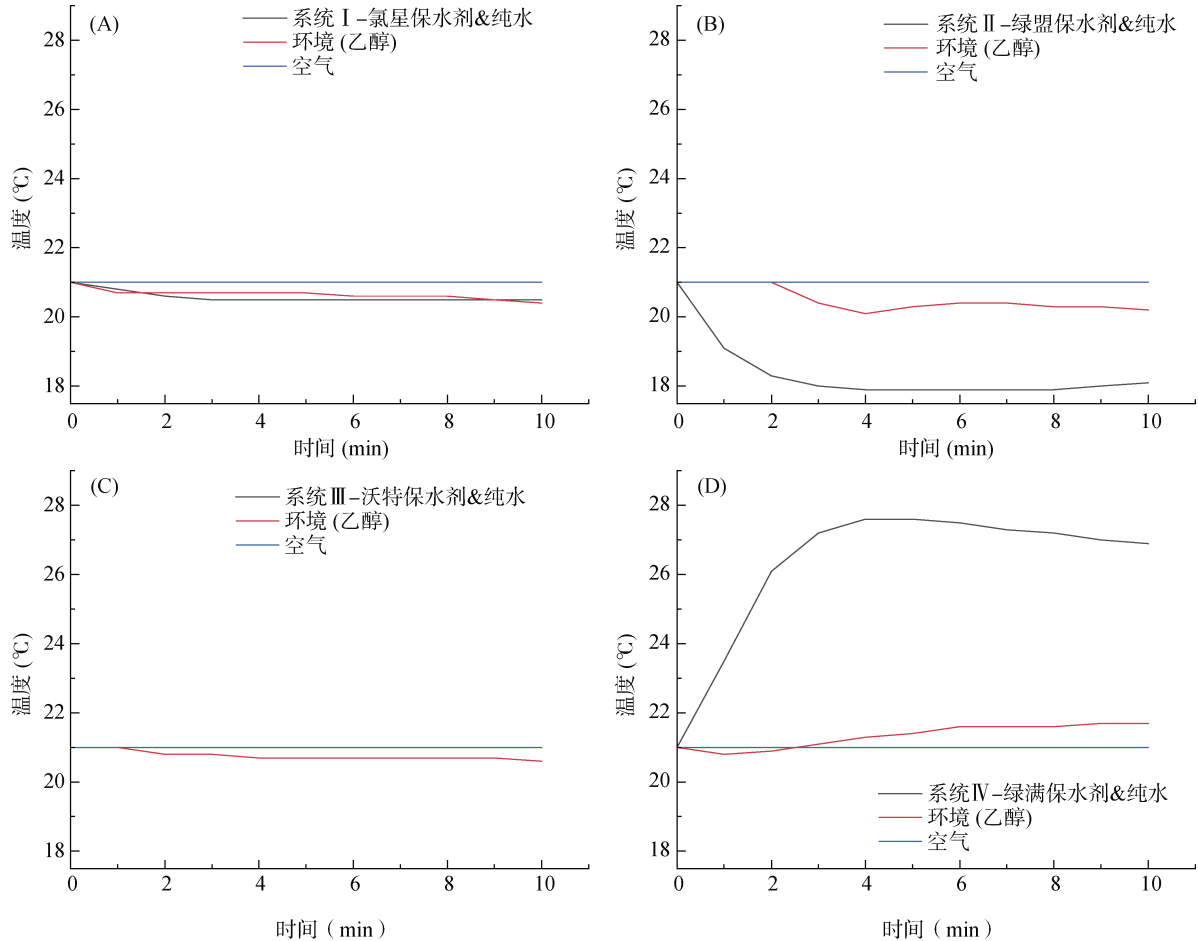 (A)
系统Ⅰ-氯星保水剂&纯水
环境 (乙醇)
空气
28
26
24
22
20
18
温度 (℃)
0 2 4 6 8 10
时间 (min)
(B)
系统Ⅱ-绿盟保水剂&纯水
环境 (乙醇)
空气
28
26
24
22
20
18
温度 (℃)
0 2 4 6 8 10
时间 (min)
(C)
系统Ⅲ-沃特保水剂&纯水
环境 (乙醇)
空气
28
26
24
22
20
18
温度 (℃)
0 2 4 6 8 10
时间（min）
(D)
28
26
24
22
20
18
温度 (℃)
系统Ⅳ-绿满保水剂&纯水
环境 (乙醇)
空气
0 2 4 6 8 10
时间（min）